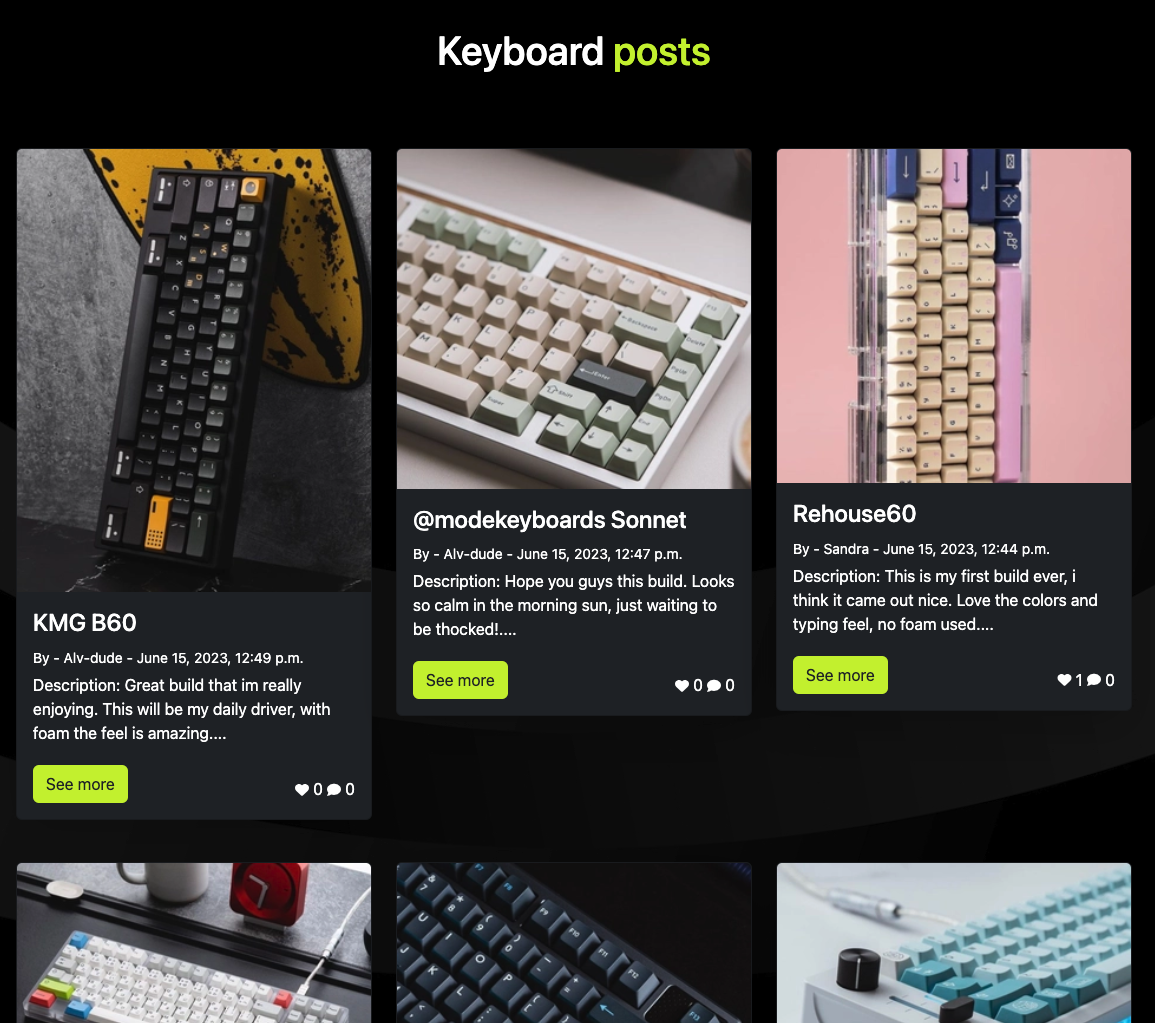 Keyboard posts
KMG B60
By - Alv-dude - June 15, 2023, 12:49 p.m.
Description: Great build that im really
enjoying. This will be my daily driver, with
foam the feel is amazing....
See more
0 0
@modekeyboards Sonnet
By - Alv-dude - June 15, 2023, 12:47 p.m.
Description: Hope you guys this build. Looks
so calm in the morning sun, just waiting to
be thocked!....
See more
0 0
Rehouse60
By - Sandra - June 15, 2023, 12:44 p.m.
Description: This is my first build ever, i
think it came out nice. Love the colors and
typing feel, no foam used....
See more
1 0